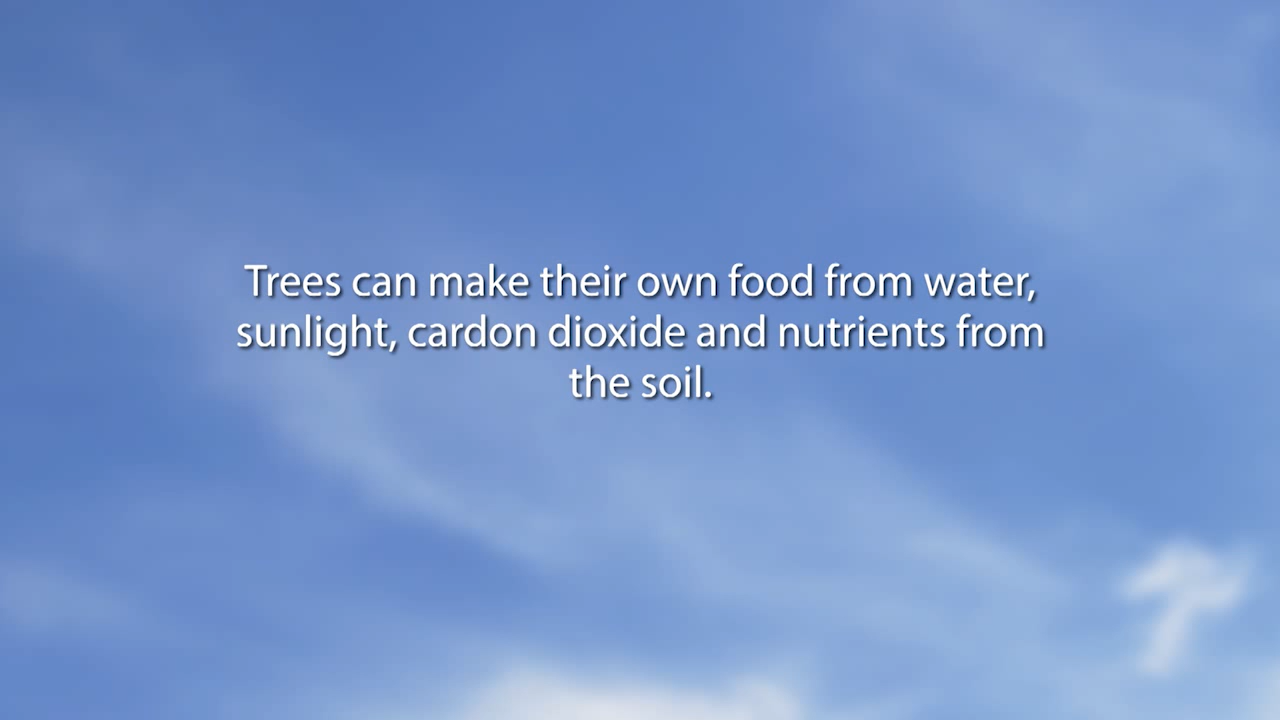 Trees can make their own food from water,
sunlight, cardon dioxide and nutrients from
the soil.